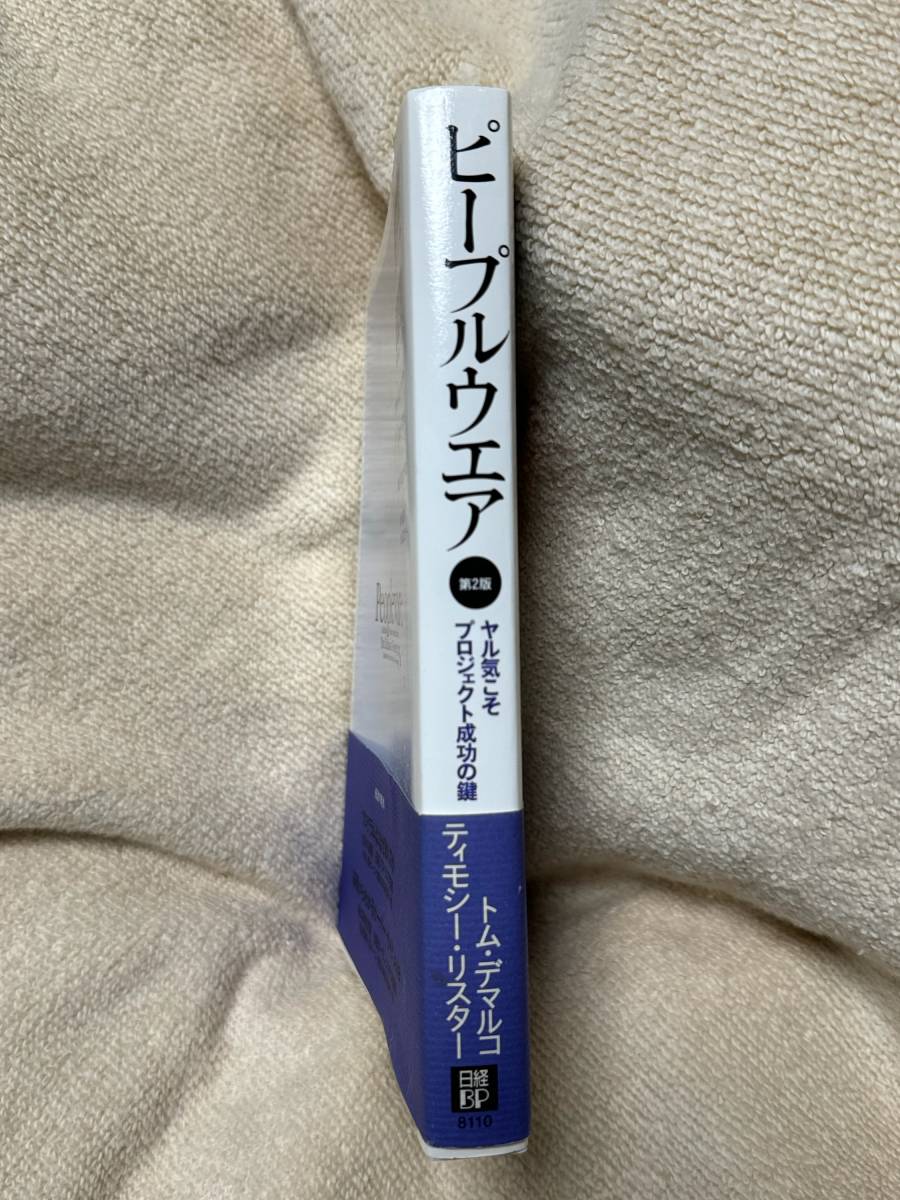 ピープルウエア
第2版
ヤル気こそ
プロジェクト成功の鍵
トム・デマルコ
ティモシー・リスター
日経
BP
8110
Peopleware